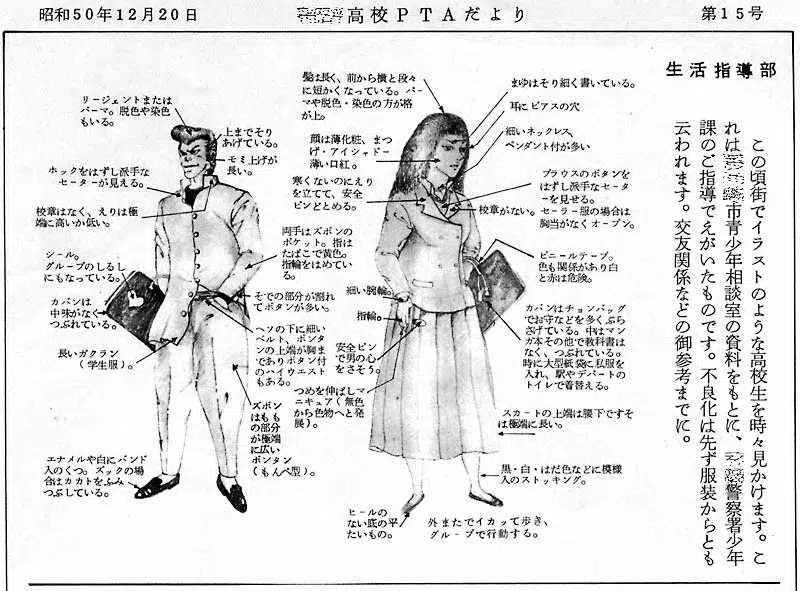 昭和50年12月20日
高校PTAだより
第15号
生活指導部
この頃街でイラストのような高校生を時々見かけます。こ
れは
市青少年相談室の資料をもとに、
警察署少年
課のご指導でえがいたものです。不良化は先ず服装からとも
云われます。交友関係などの御参考までに。
リージェントまたは
パーマ。脱色や染色
もいる。
上までそり
あげている。
モミ上げが
長い。
ホックをはずし派手な
セーターが見える。
校章はなく、えりは極
端に高いか低い。
シール。
グループのしるし
にもなっている。
カバンは
中味がなく
つぶれている。
長いガクラン
(学生服)。
エナメルや白にバンド
入のくつ。ズックの場
合はカカトをふみ
つぶしている。
両手はズボンの
ポケット。指は
たばこで黄色。
指輪をはめてい
る。
そでの部分が割れ
てボタンが多い。
ヘソの下に細い
ベルト、ボンタ
ンの上端が胸ま
でありボタン付
のハイウエスト
もある。
ズボン
はもも
の部分
が極端
に広い
ボンタン
(もんぺ型)。
髪は長く、前から横と段々
に短かくなっている。パー
マや脱色・染色の方が格
が上。
顔は薄化粧、まつ
げ・アイシャドー
薄い口紅。
寒くないのにえり
を立てて、安全
ピンどとめる。
まゆはそり細く書いている。
耳にピアスの穴
細いネックレス、
ペンダント付が多い
ブラウスのボタンを
はずし派手なセータ
ーを見せる。
校章がない。
セーラー服の場合は
胸当がなくオープン。
ビニールテープ。
色も関係があり白
と赤は危険。
細い腕輪。
指輪。
カバンはチョンバッグ
でお守などを多くぶら
さげている。中はマン
ガ本その他で教科書は
なく、つぶれている。
時に大型紙袋に私服を
入れ、駅やデパートの
トイレで着替える。
安全ピ
ンで男の心
をさそう。
つめを伸ばしマ
ニキュア(無色
から色物へと発
展)。
スカートの上端は腰下ですそ
は極端に長い。
黒・白・はだ色などに模様
入のストッキング。
ヒールの
ない底の平
たいもの。
外またでイカッて歩き、
グループで行動する。